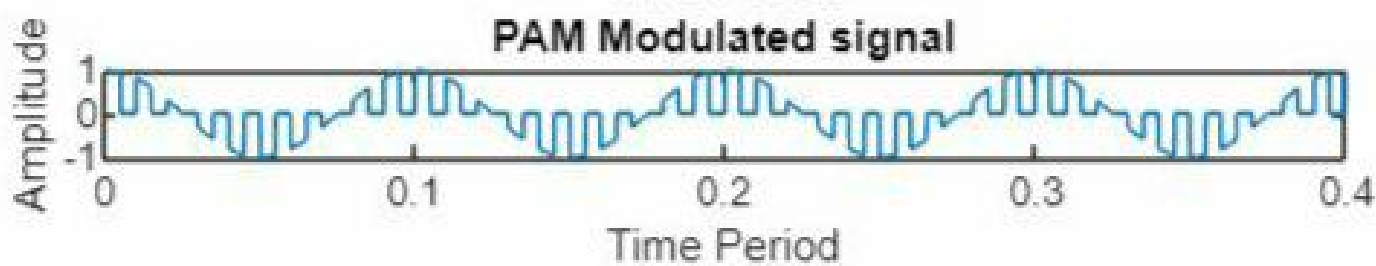 PAM Modulated signal
Amplitude
1
0
-1
0 0.1 0.2 0.3 0.4
Time Period